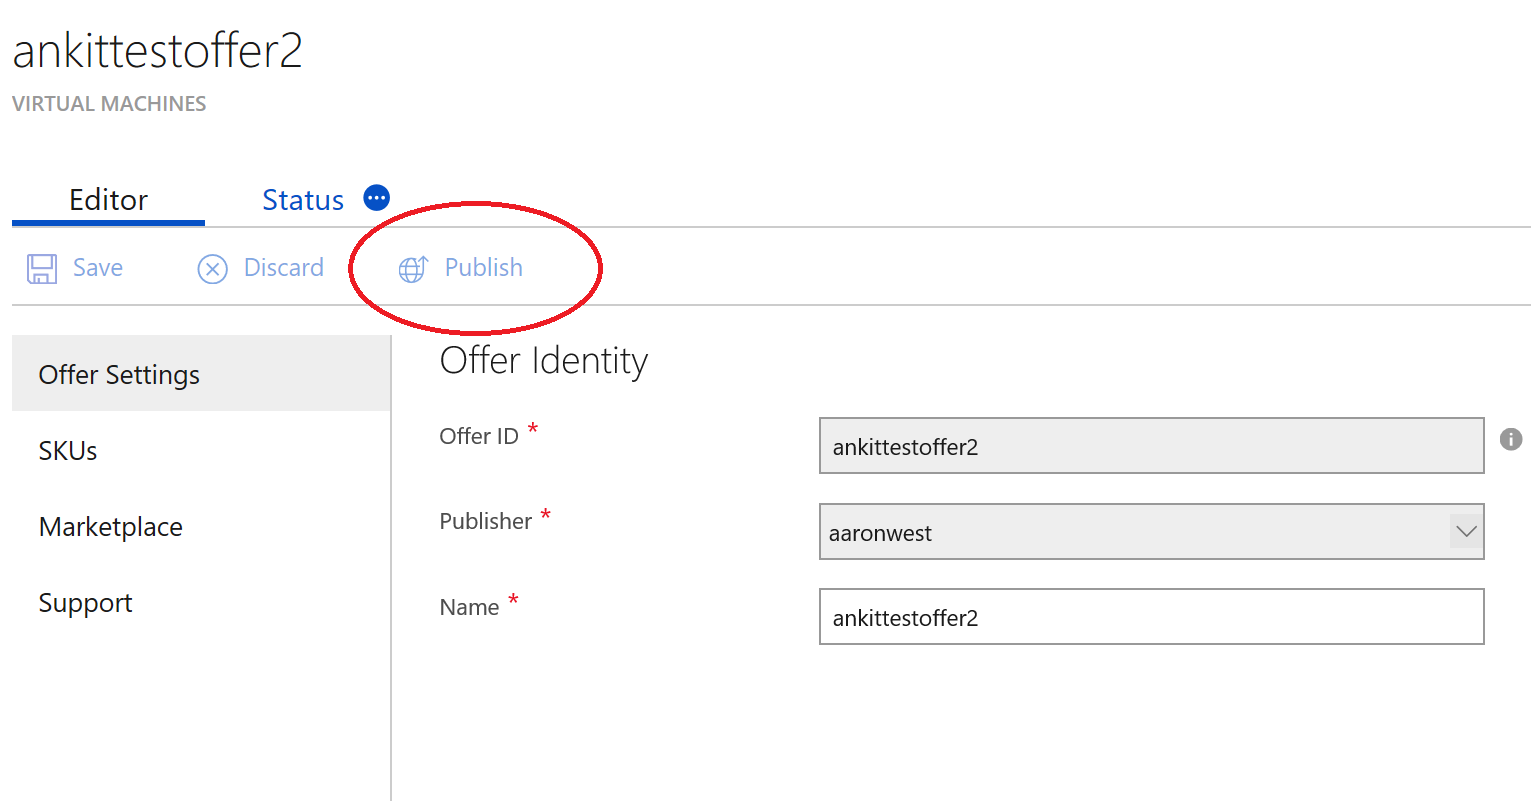 ankittestoffer2
VIRTUAL MACHINES
Editor Status
Save Discard Publish
Offer Settings
SKUs
Marketplace
Support
Offer Identity
Offer ID * ankittestoffer2
Publisher * aaronwest
Name * ankittestoffer2